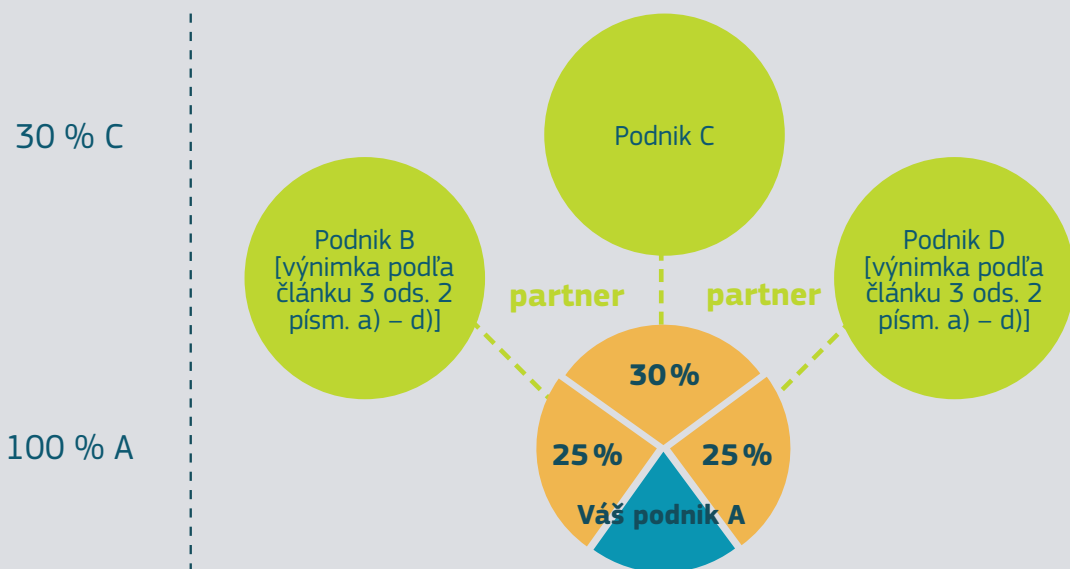 30 % C
Podnik C
Podnik B
[výnimka podľa
článku 3 ods. 2
písm. a) – d)]
Podnik D
[výnimka podľa
článku 3 ods. 2
písm. a) – d)]
partner
partner
30 %
100 % A
25 %
25 %
Váš podnik A